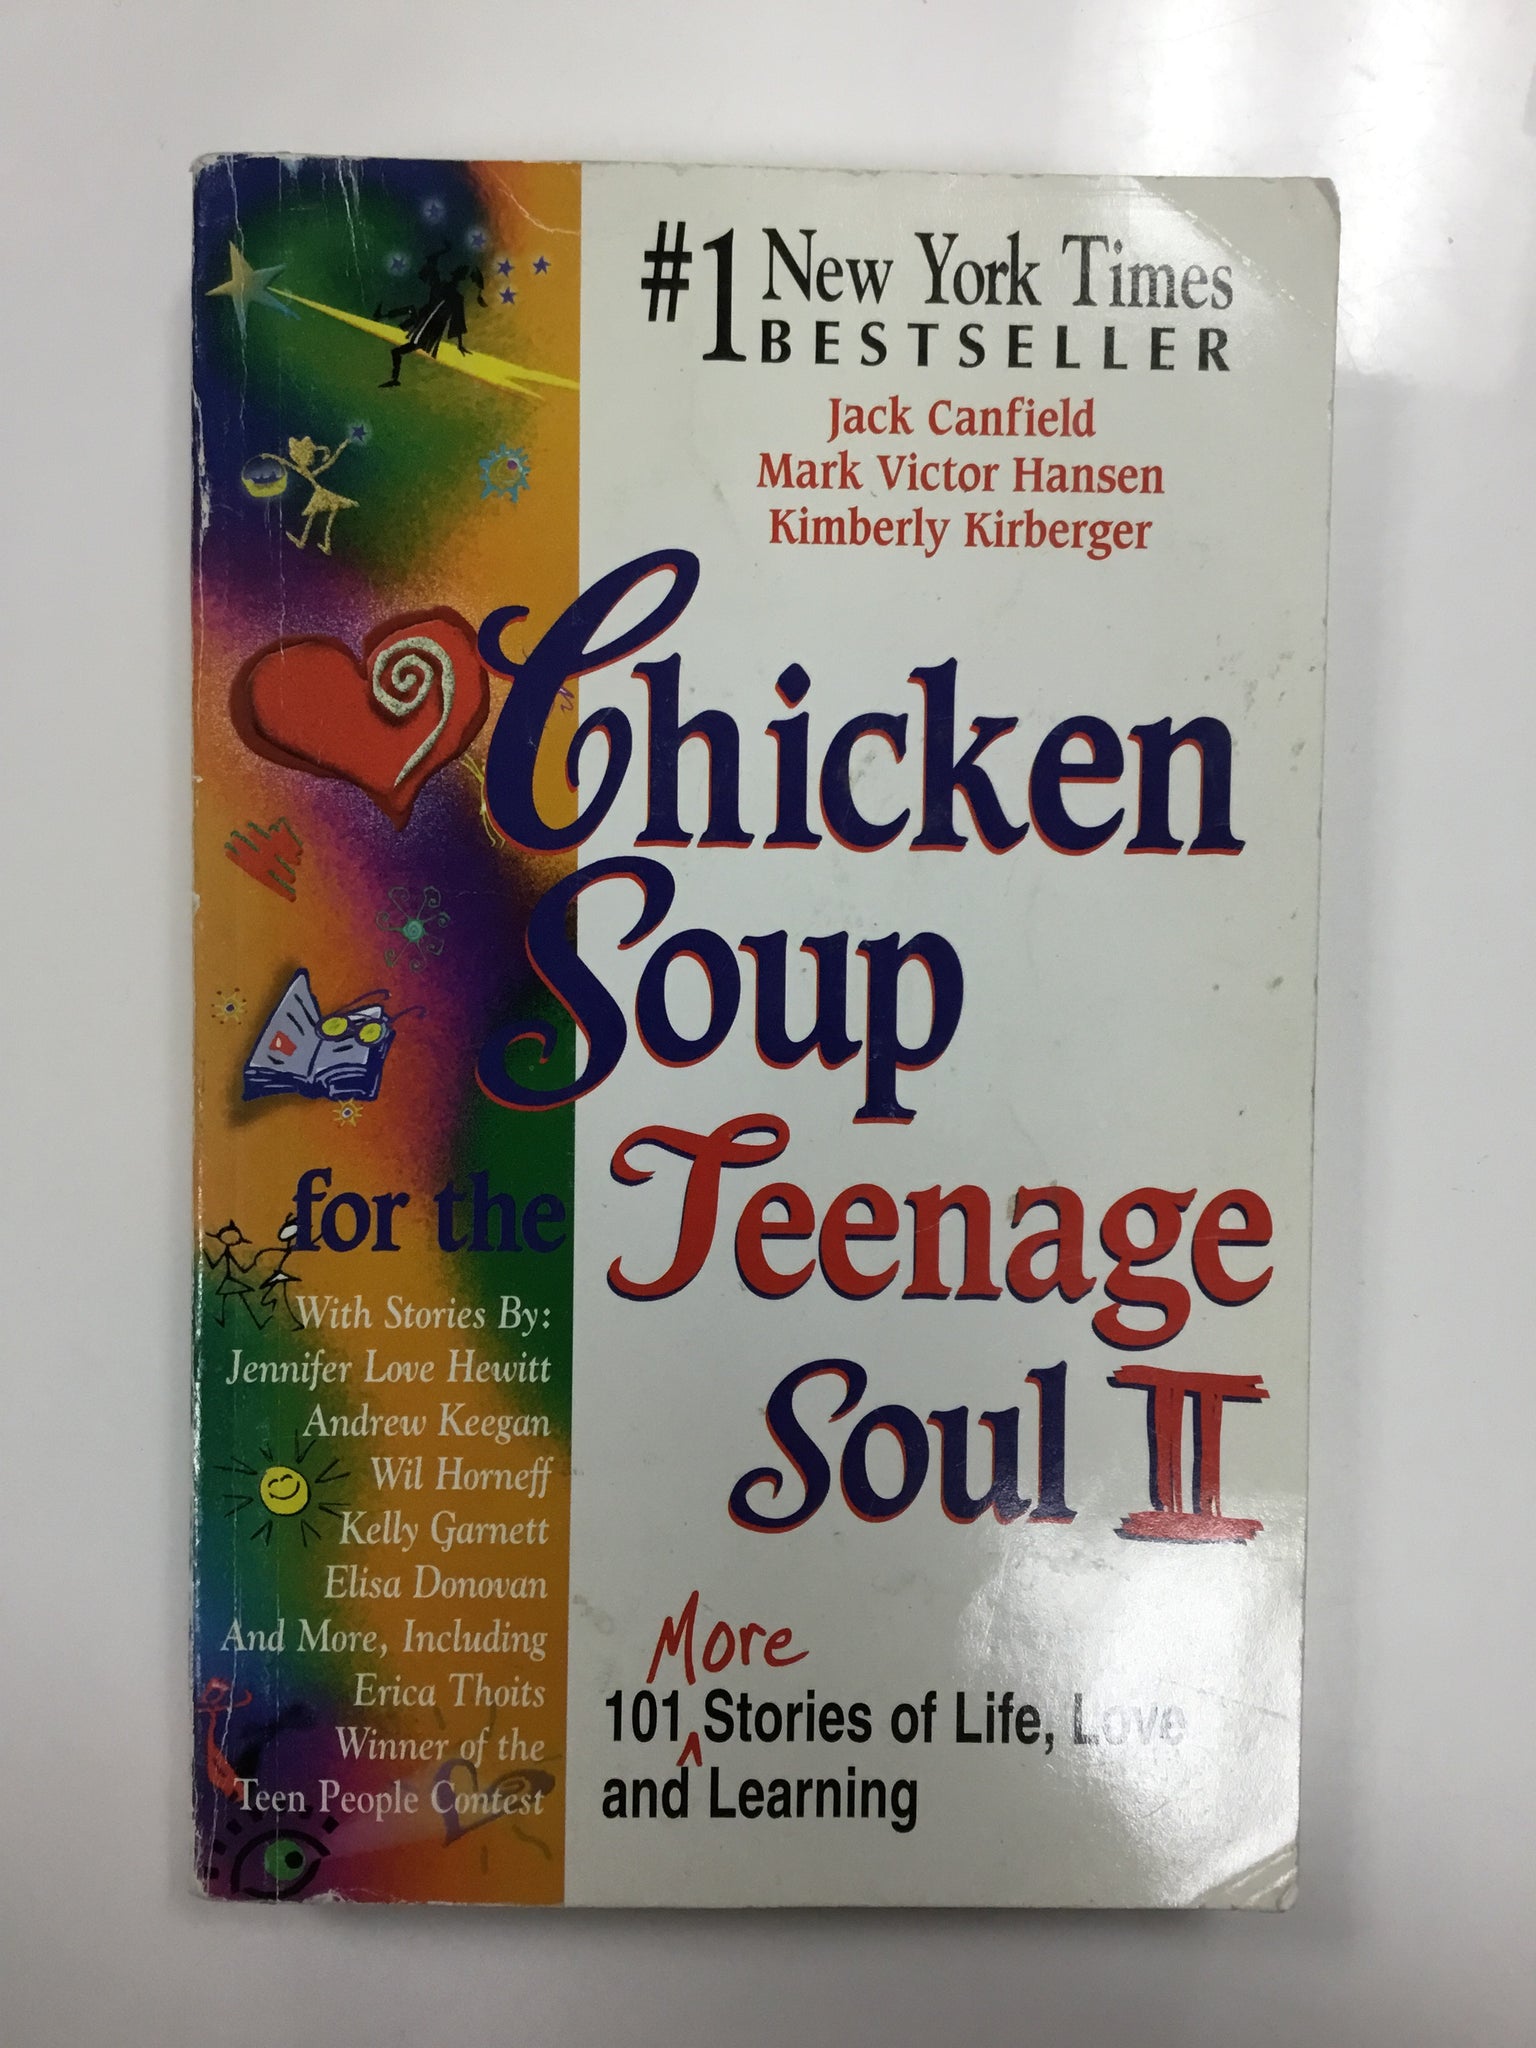 #1 New York Times
BESTSELLER
Jack Canfield
Mark Victor Hansen
Kimberly Kirberger
Chicken
Soup
for the Teenage
Soul II
With Stories By:
Jennifer Love Hewitt
Andrew Keegan
Wil Horneff
Kelly Garnett
Elisa Donovan
And More, Including
Erica Thoits
Winner of the
Teen People Contest
More
101 Stories of Life, Love
and Learning